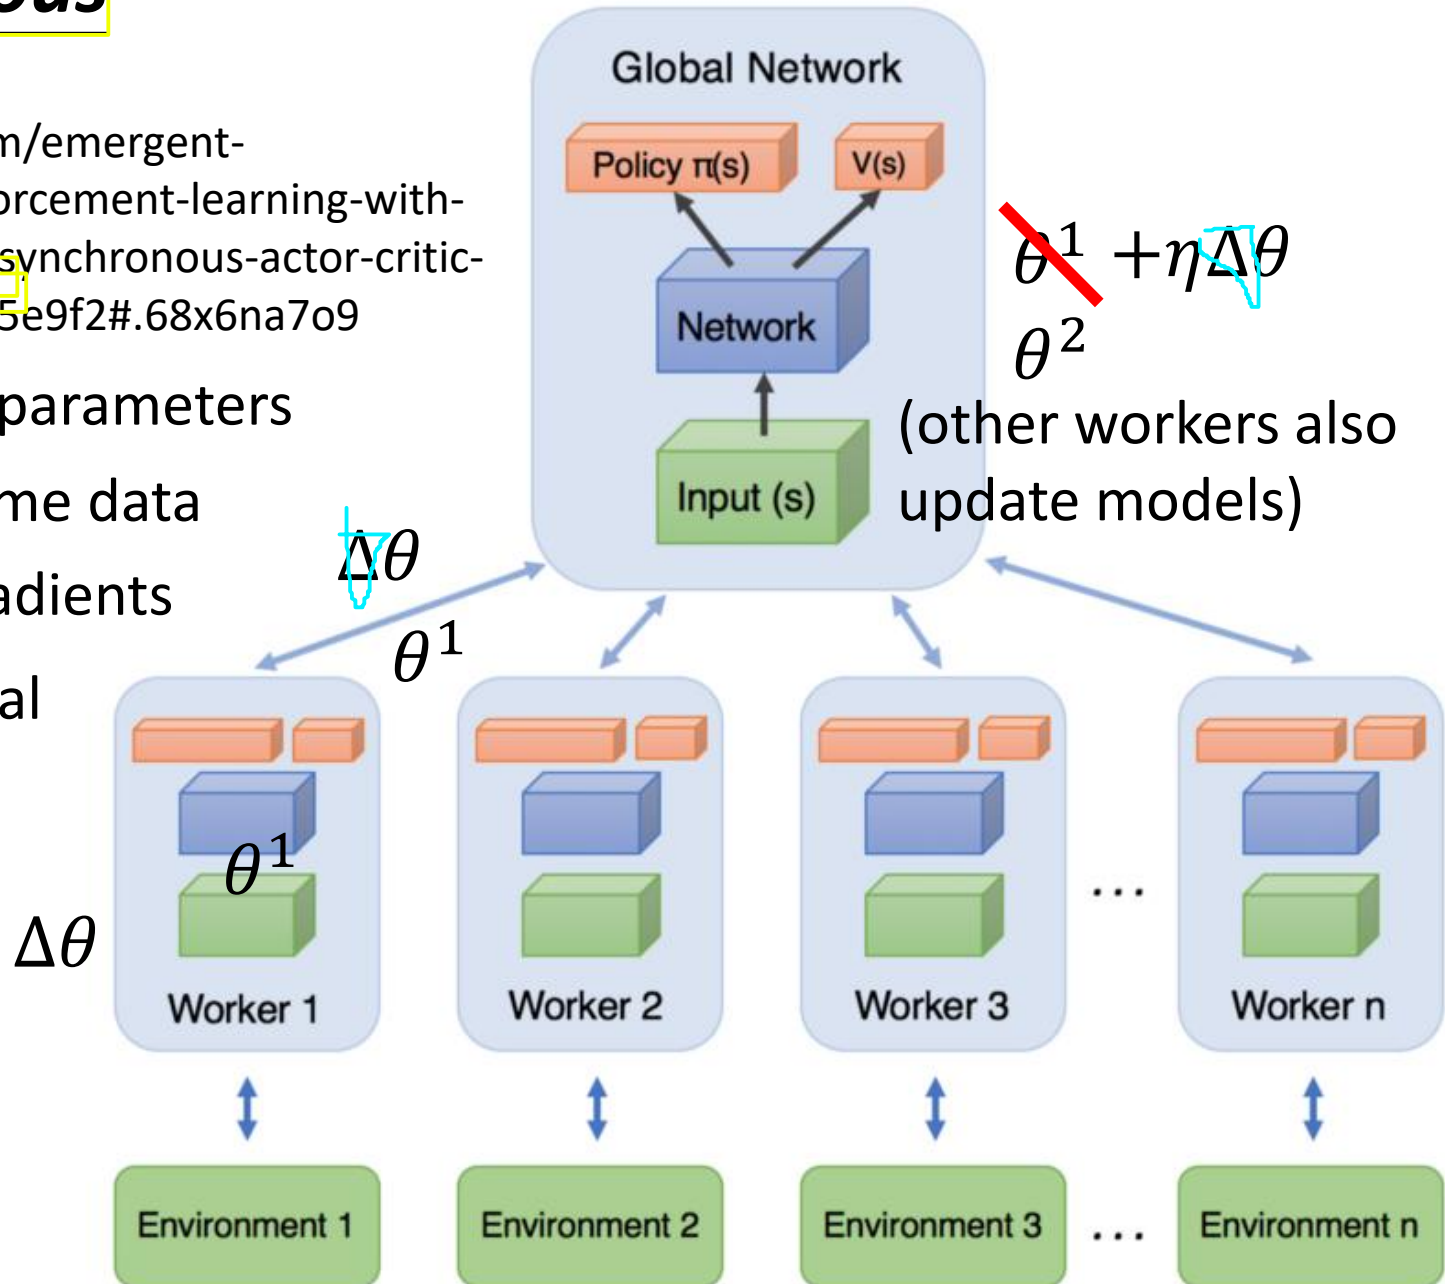 ous
Global Network
Policy π(s)
V(s)
m/emergent-
orcement-learning-with-
synchronous-actor-critic-
5e9f2#.68x6na7o9
θ¹ +ηΔθ
Network
θ²
parameters
(other workers also
update models)
Input (s)
me data
Δθ
adients
θ¹
al
θ¹
...
Δθ
Worker 1
Worker 2
Worker 3
Worker n
Environment 1
Environment 2
Environment 3
...
Environment n